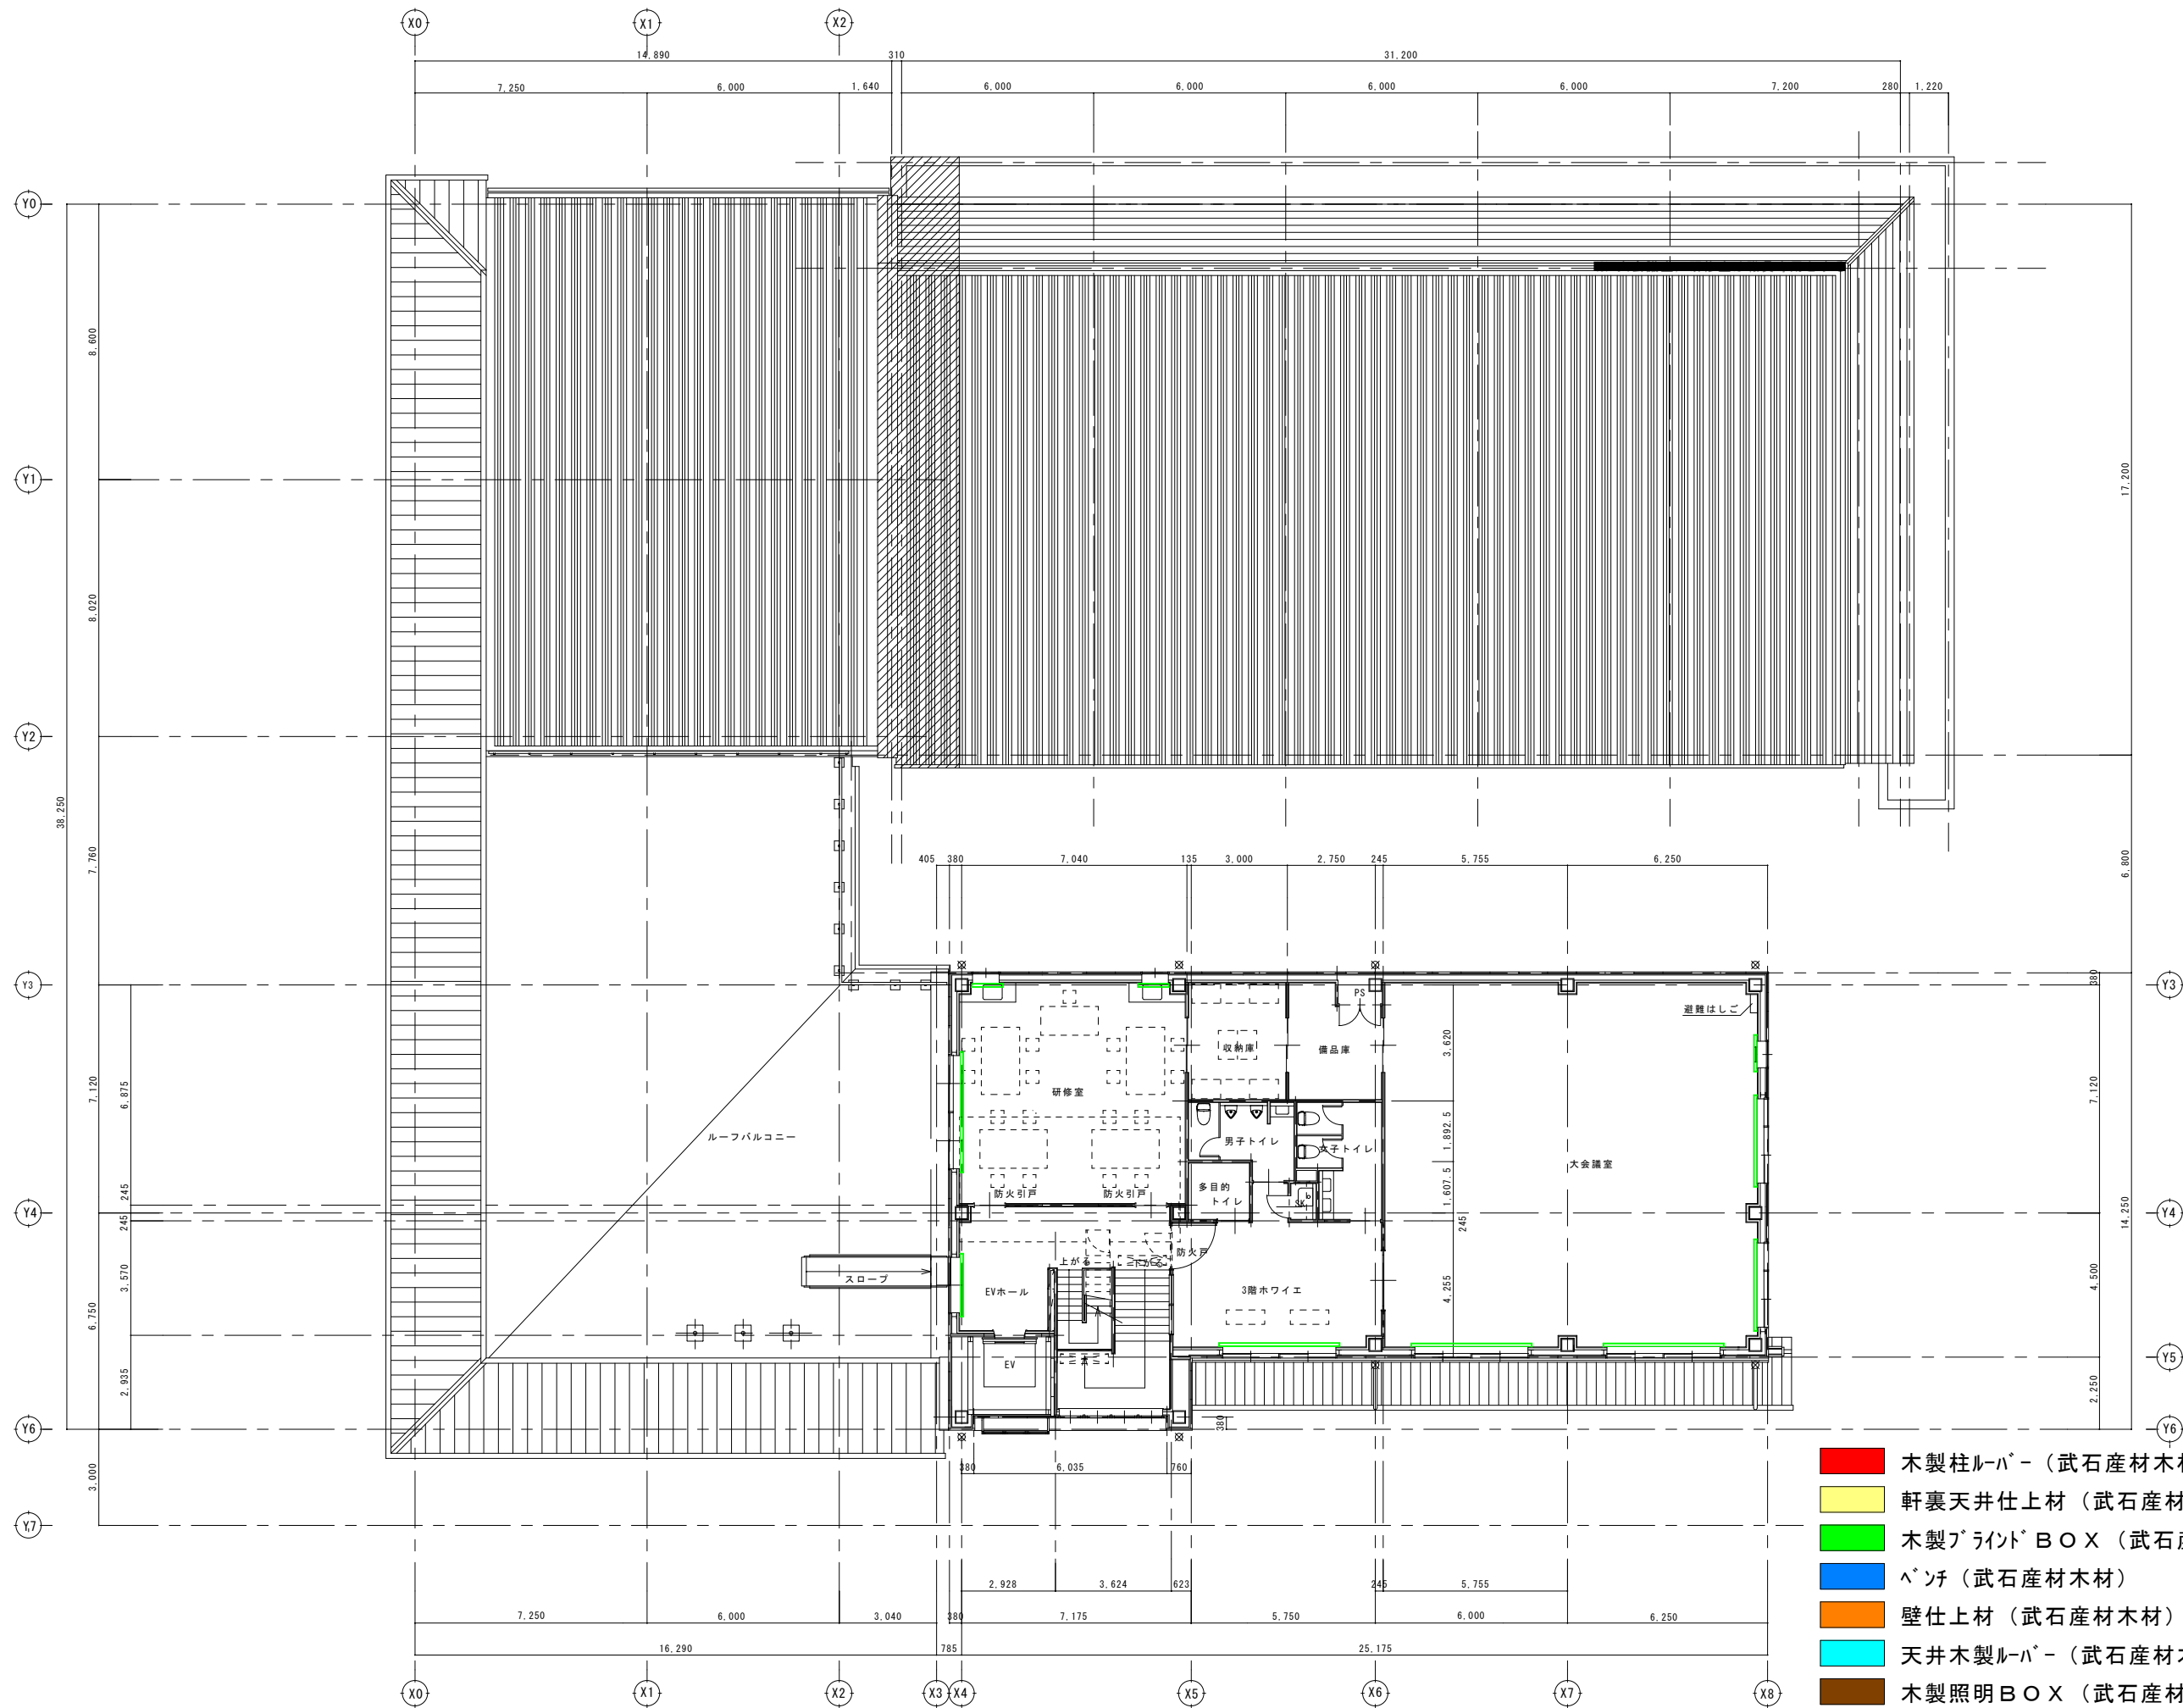 X0 X1 X2
14,890 310 31,200
7,250 6,000 1,640 6,000 6,000 6,000 6,000 7,200 280 1,220
Y0
8,600
Y1
17,200
8,020
Y2
38,250
7,760
6,800
405 380 7,040 135 3,000 2,750 245 5,755 6,250
Y3
380
Y3
PS
避難はしご
収納庫
備品庫
3,620
研修室
7,120
6,875
7,120
ルーフバルコニー
男子トイレ
女子トイレ
1,892.5
大会議室
多目的
トイレ
SK
1,607.5
防火引戸
防火引戸
245
Y4
245
245
14,250
Y4
防火戸
上がる
下がる
スロープ
EVホール
3階ホワイエ
3,570
4,255
4,500
6,750
EV
Y5
2,935
2,250
380
Y6
Y6
380 6,035 760
3,000
Y7
木製柱ルーバー（武石産材木材
軒裏天井仕上材（武石産材
木製ブラインドＢＯＸ（武石産
ベンチ（武石産材木材）
壁仕上材（武石産材木材）
天井木製ルーバー（武石産材木
木製照明ＢＯＸ（武石産材
2,928 3,624 623 245 5,755
7,250 6,000 3,040 380 7,175 5,750 6,000 6,250
16,290 785 25,175
X0 X1 X2 X3 X4 X5 X6 X7 X8